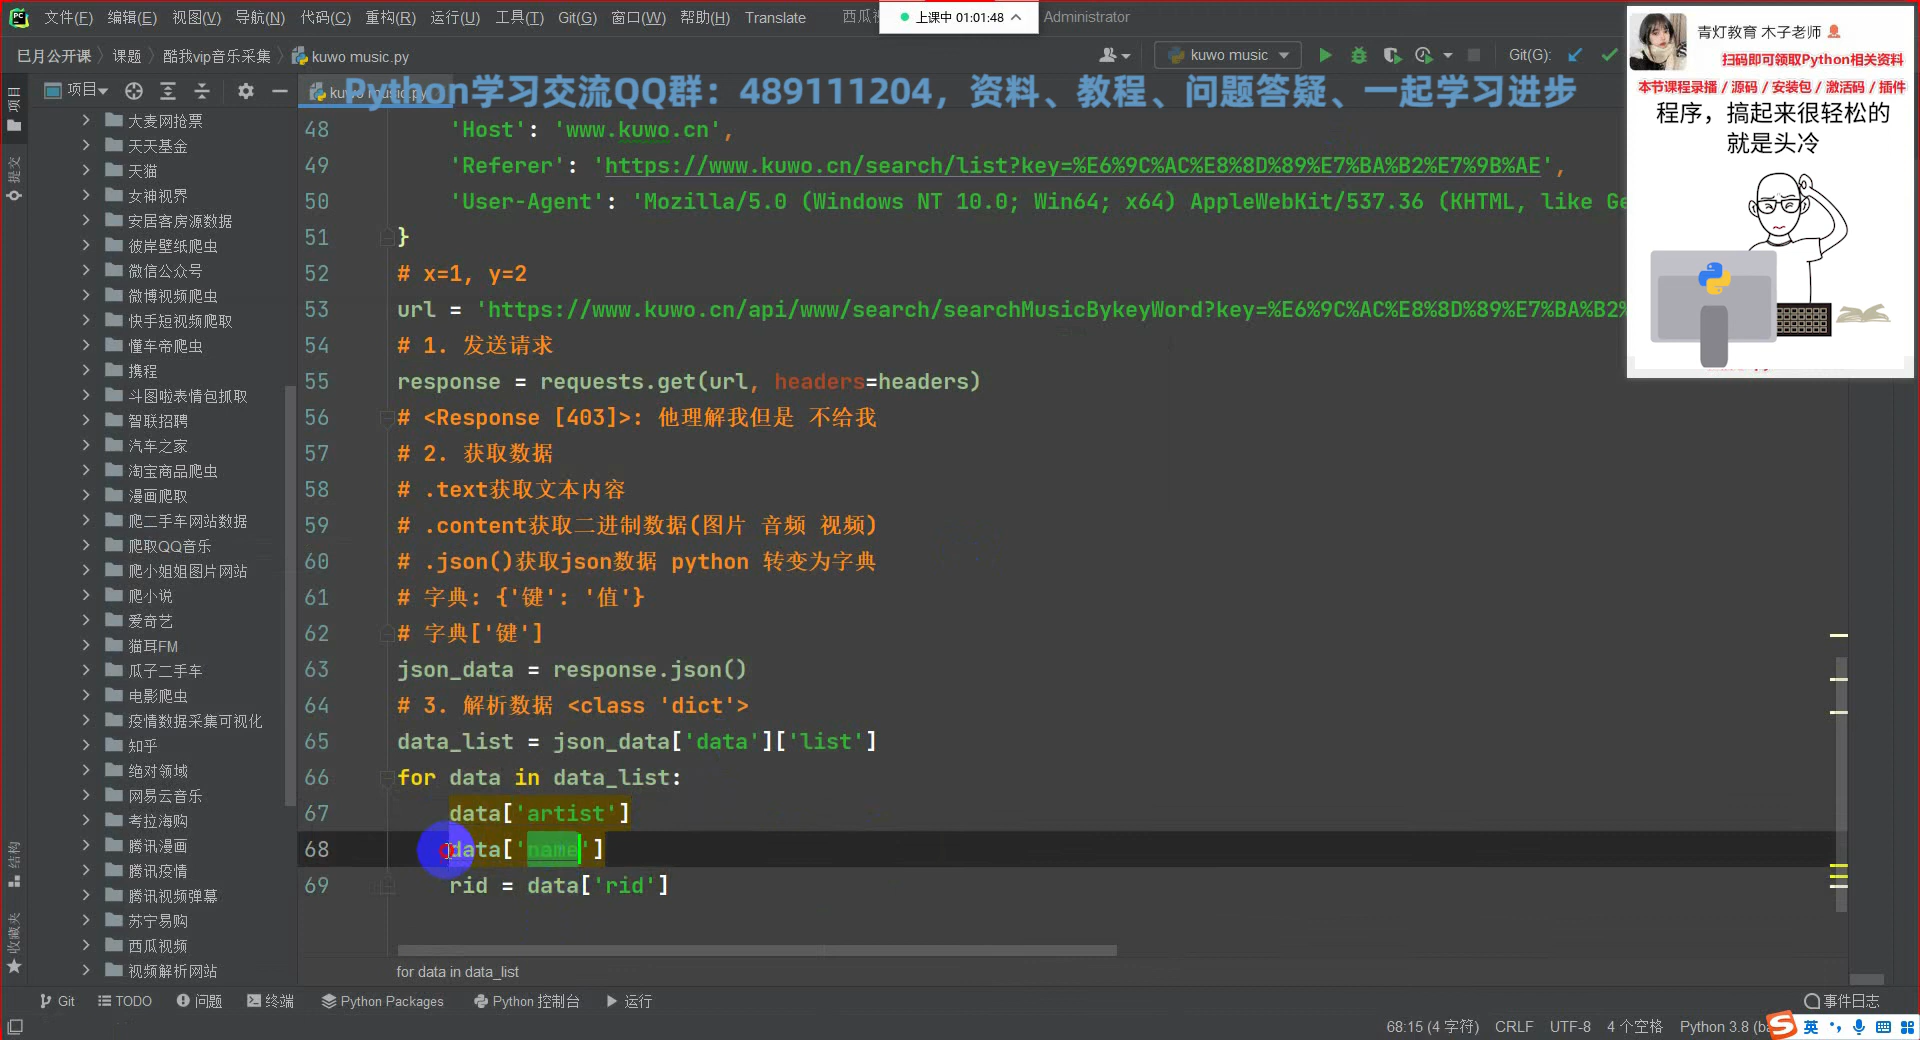 文件(F) 编辑(E) 视图(V) 导航(N) 代码(C) 重构(R) 运行(U) 工具(T) Git(G) 窗口(W) 帮助(H) Translate
上课中 01:01:48
Administrator
巳月公开课 课题 酷我vip音乐采集 kuwo music.py
kuwo music
Git(G):
Python学习交流QQ群：489111204，资料、教程、问题答疑、一起学习进步
青灯教育 木子老师
扫码即可领取Python相关资料
本节课程录播 / 源码 / 安装包 / 激活码 / 插件
程序，搞起来很轻松的
就是头冷
项目
提交
结构
收藏夹
项目
大麦网抢票
天天基金
天猫
女神视界
安居客房源数据
彼岸壁纸爬虫
微信公众号
微博视频爬虫
快手短视频爬取
懂车帝爬虫
携程
斗图啦表情包抓取
智联招聘
汽车之家
淘宝商品爬虫
漫画爬取
爬二手车网站数据
爬取QQ音乐
爬小姐姐图片网站
爬小说
爱奇艺
猫耳FM
瓜子二手车
电影爬虫
疫情数据采集可视化
知乎
绝对领域
网易云音乐
考拉海购
腾讯漫画
腾讯疫情
腾讯视频弹幕
苏宁易购
西瓜视频
视频解析网站
48 'Host': 'www.kuwo.cn',
49 'Referer': 'https://www.kuwo.cn/search/list?key=%E6%9C%AC%E8%8D%89%E7%BA%B2%E7%9B%AE',
50 'User-Agent': 'Mozilla/5.0 (Windows NT 10.0; Win64; x64) AppleWebKit/537.36 (KHTML, like Ge
51 }
52 # x=1, y=2
53 url = 'https://www.kuwo.cn/api/www/search/searchMusicBykeyWord?key=%E6%9C%AC%E8%8D%89%E7%BA%B2%
54 # 1. 发送请求
55 response = requests.get(url, headers=headers)
56 # <Response [403]>: 他理解我但是 不给我
57 # 2. 获取数据
58 # .text获取文本内容
59 # .content获取二进制数据(图片 音频 视频)
60 # .json()获取json数据 python 转变为字典
61 # 字典: {'键': '值'}
62 # 字典['键']
63 json_data = response.json()
64 # 3. 解析数据 <class 'dict'>
65 data_list = json_data['data']['list']
66 for data in data_list:
67 data['artist']
68 data['name']
69 rid = data['rid']
for data in data_list
Git TODO 问题 终端 Python Packages Python 控制台 运行 事件日志
68:15 (4 字符) CRLF UTF-8 4 个空格 Python 3.8 (ba
英